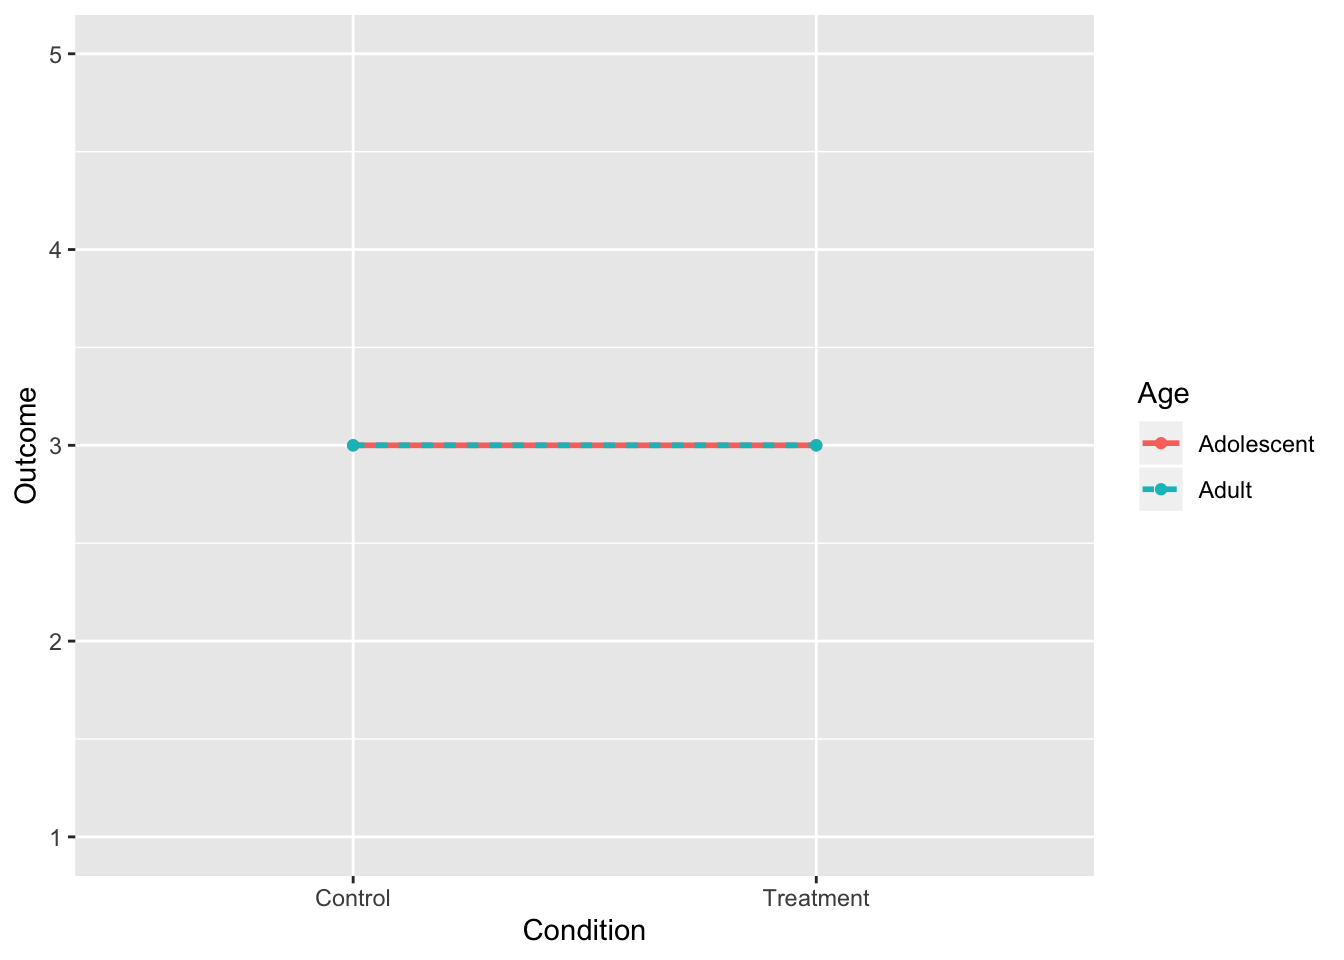 5
4
3
2
1
Outcome
Control
Treatment
Condition
Age
Adolescent
Adult